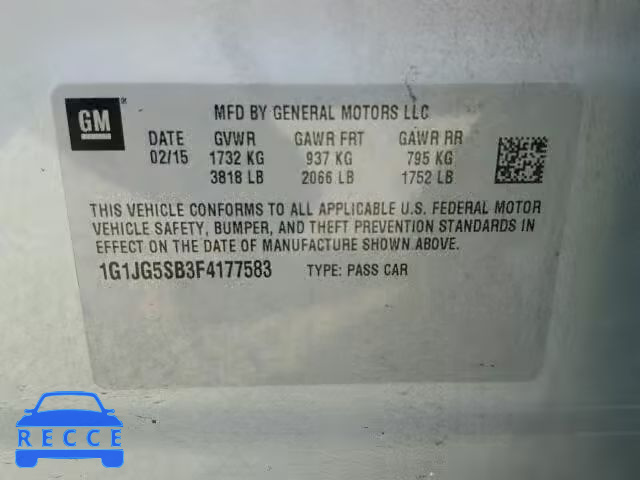 GM
MFD BY GENERAL MOTORS LLC
DATE GVWR GAWR FRT GAWR RR
02/15 1732 KG 937 KG 795 KG
3818 LB 2066 LB 1752 LB
THIS VEHICLE CONFORMS TO ALL APPLICABLE U.S. FEDERAL MOTOR
VEHICLE SAFETY, BUMPER, AND THEFT PREVENTION STANDARDS IN
EFFECT ON THE DATE OF MANUFACTURE SHOWN ABOVE.
1G1JG5SB3F4177583 TYPE: PASS CAR
RECCE